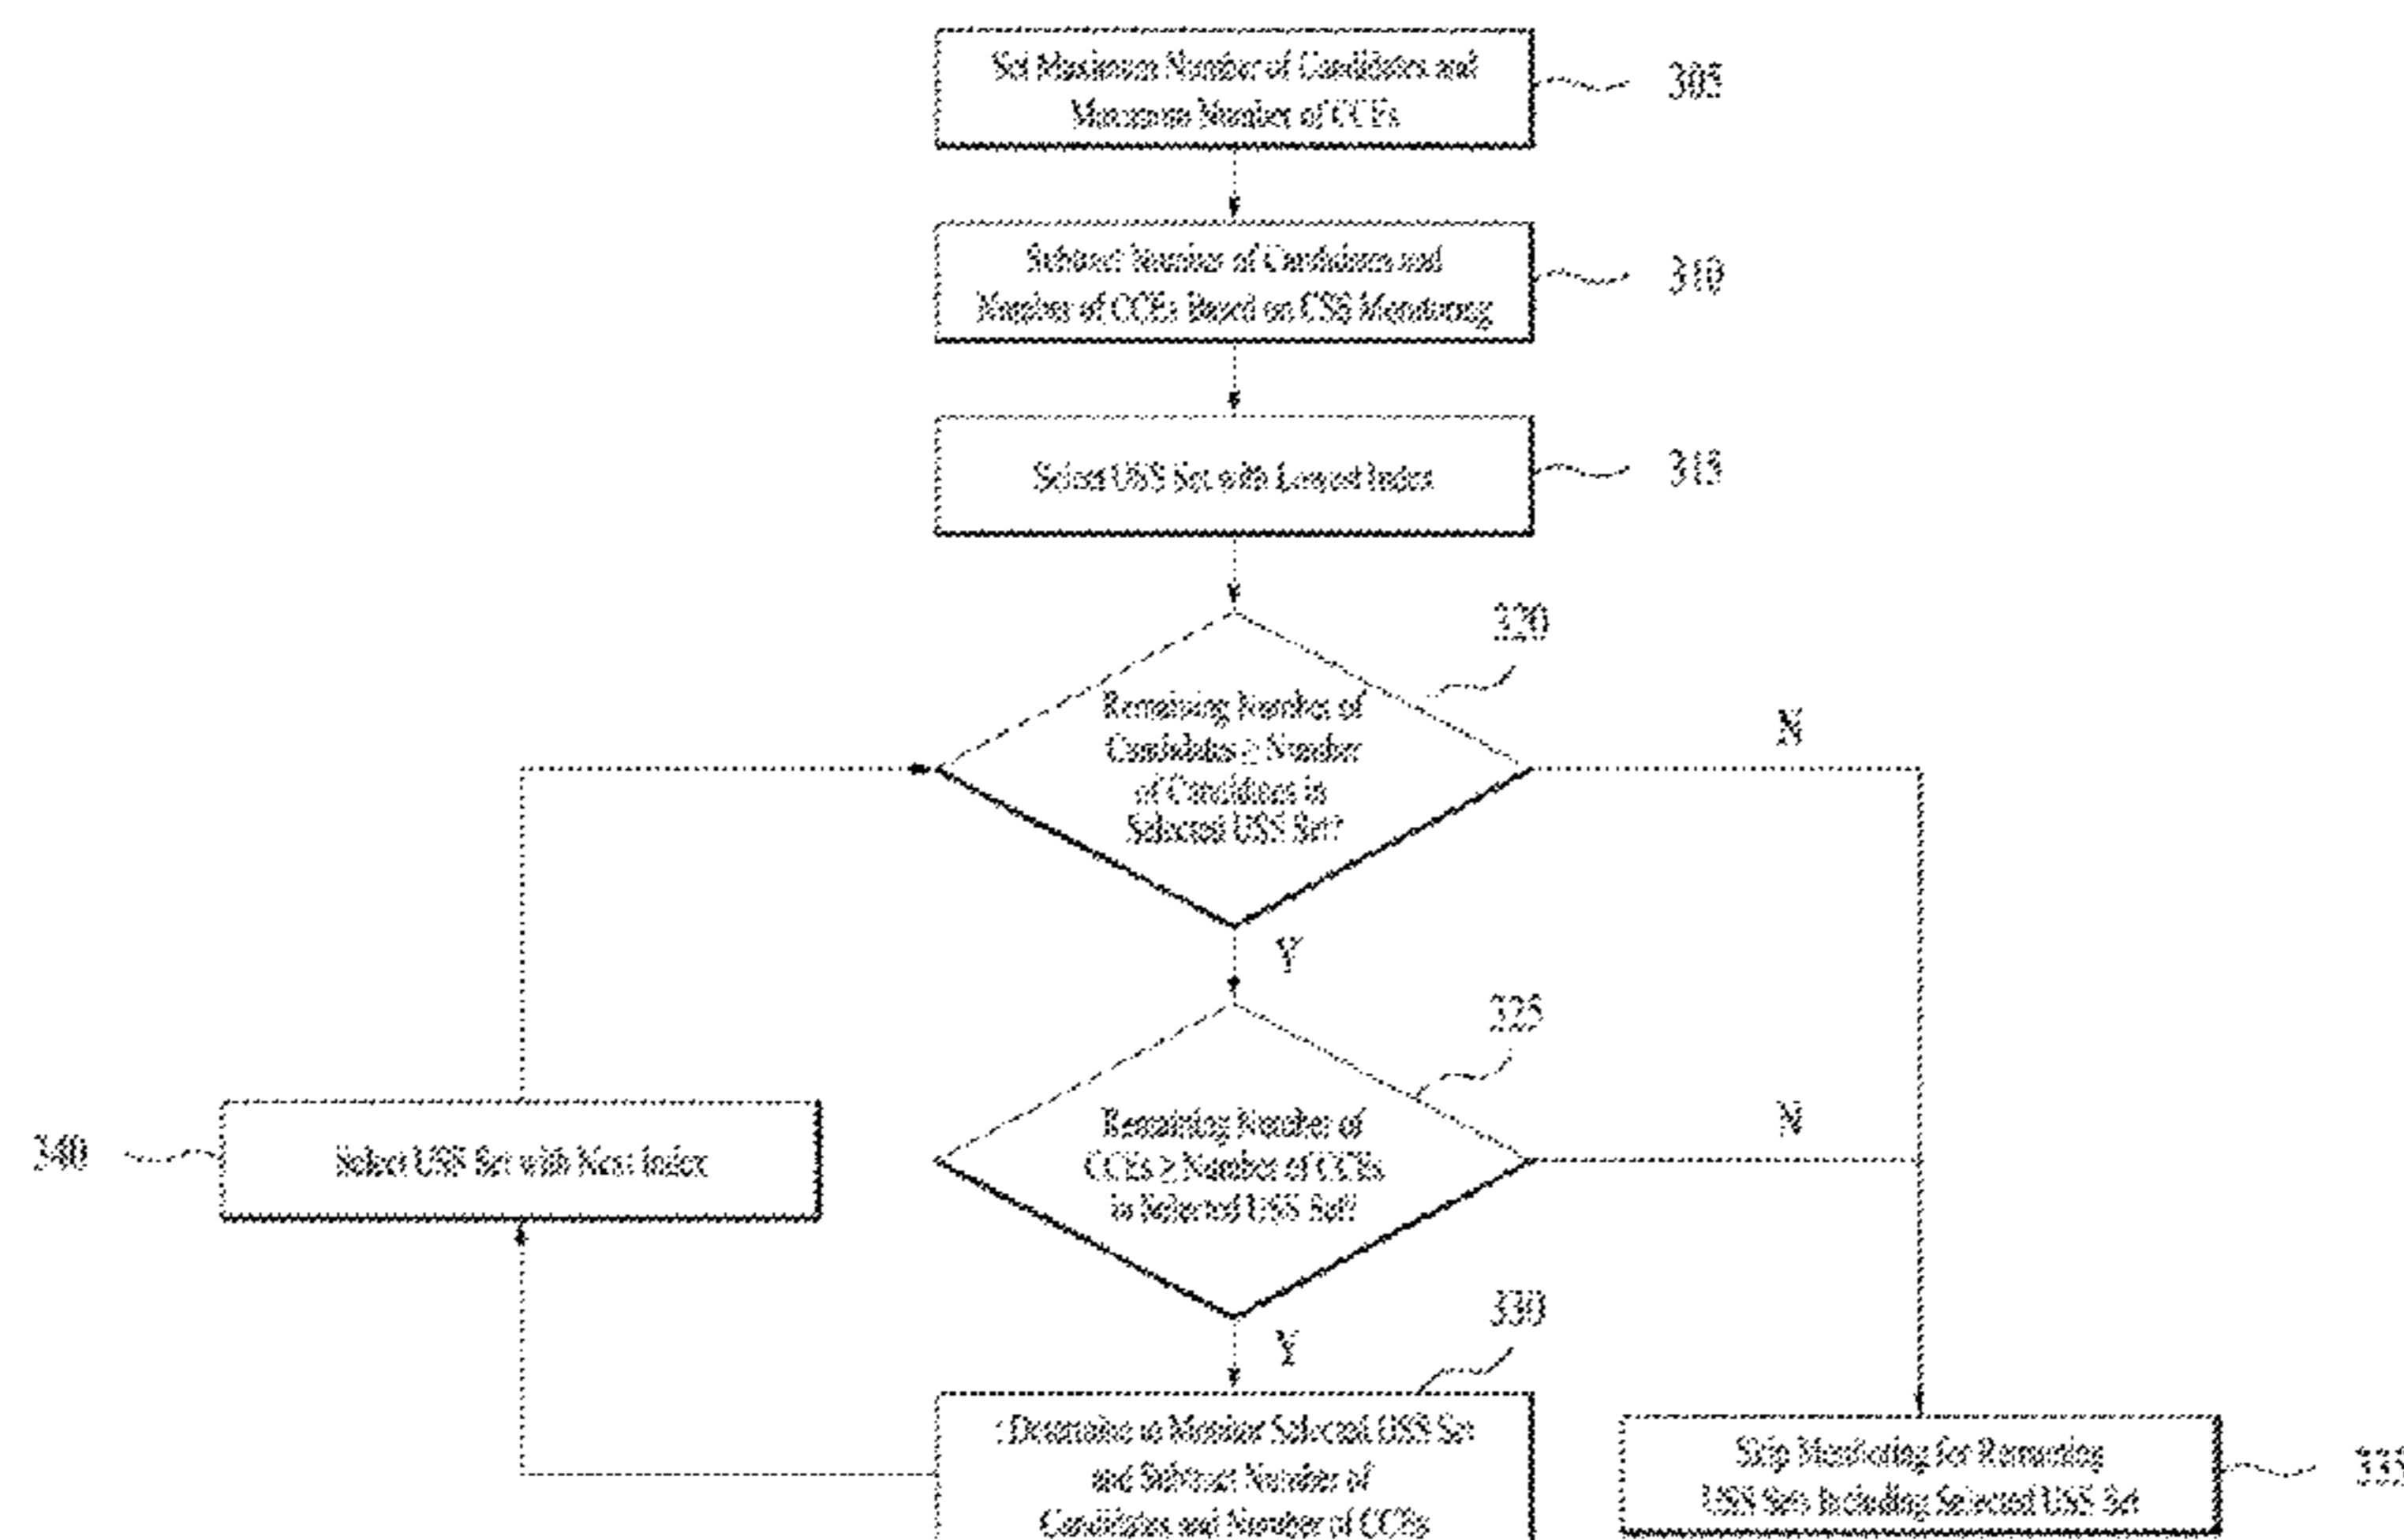 Set Maximum Number of Candidates and
Maximum Number of CCEs
305
Subtract Number of Candidates and
Number of CCEs Based on CSS Monitoring
310
Select USS Set with Lowest Index
315
320
Remaining Number of
Candidates ≥ Number
of Candidates in
Selected USS Set?
N
Y
325
Remaining Number of
CCEs ≥ Number of CCEs
in Selected USS Set?
N
340
Select USS Set with Next Index
Y
330
Determine to Monitor Selected USS Set
and Subtract Number of
Candidates and Number of CCEs
Skip Monitoring for Remaining
USS Sets Including Selected USS Set
335